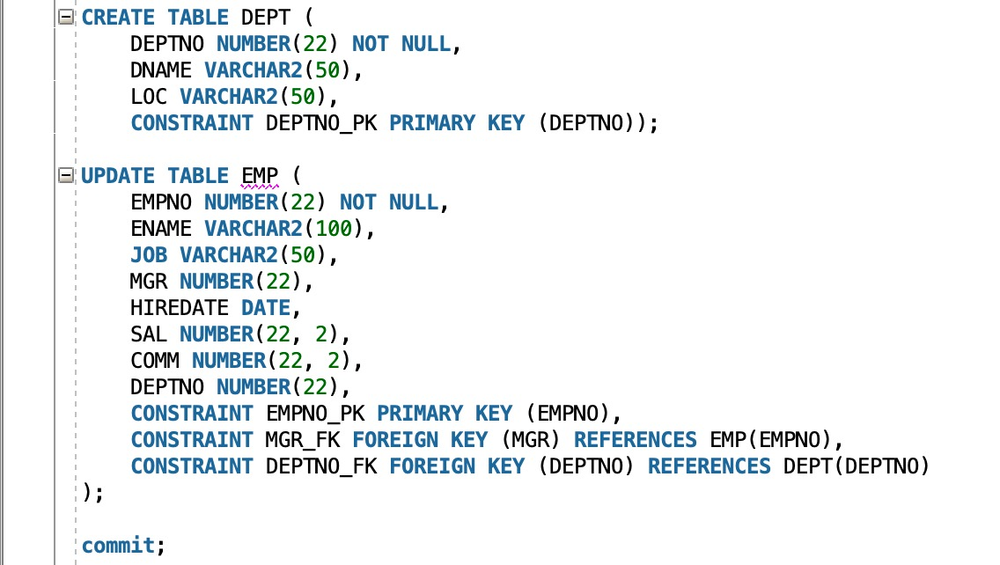 CREATE TABLE DEPT (
DEPTNO NUMBER(22) NOT NULL,
DNAME VARCHAR2(50),
LOC VARCHAR2(50),
CONSTRAINT DEPTNO_PK PRIMARY KEY (DEPTNO));
UPDATE TABLE EMP (
EMPNO NUMBER(22) NOT NULL,
ENAME VARCHAR2(100),
JOB VARCHAR2(50),
MGR NUMBER(22),
HIREDATE DATE,
SAL NUMBER(22, 2),
COMM NUMBER(22, 2),
DEPTNO NUMBER(22),
CONSTRAINT EMPNO_PK PRIMARY KEY (EMPNO),
CONSTRAINT MGR_FK FOREIGN KEY (MGR) REFERENCES EMP(EMPNO),
CONSTRAINT DEPTNO_FK FOREIGN KEY (DEPTNO) REFERENCES DEPT(DEPTNO)
);
commit;